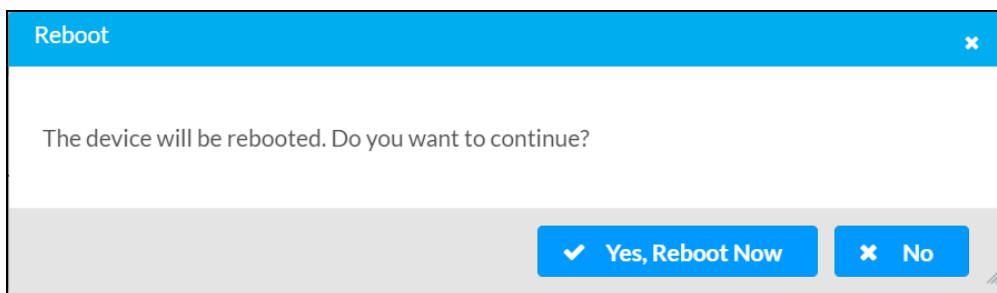 Reboot
The device will be rebooted. Do you want to continue?
Yes, Reboot Now
No